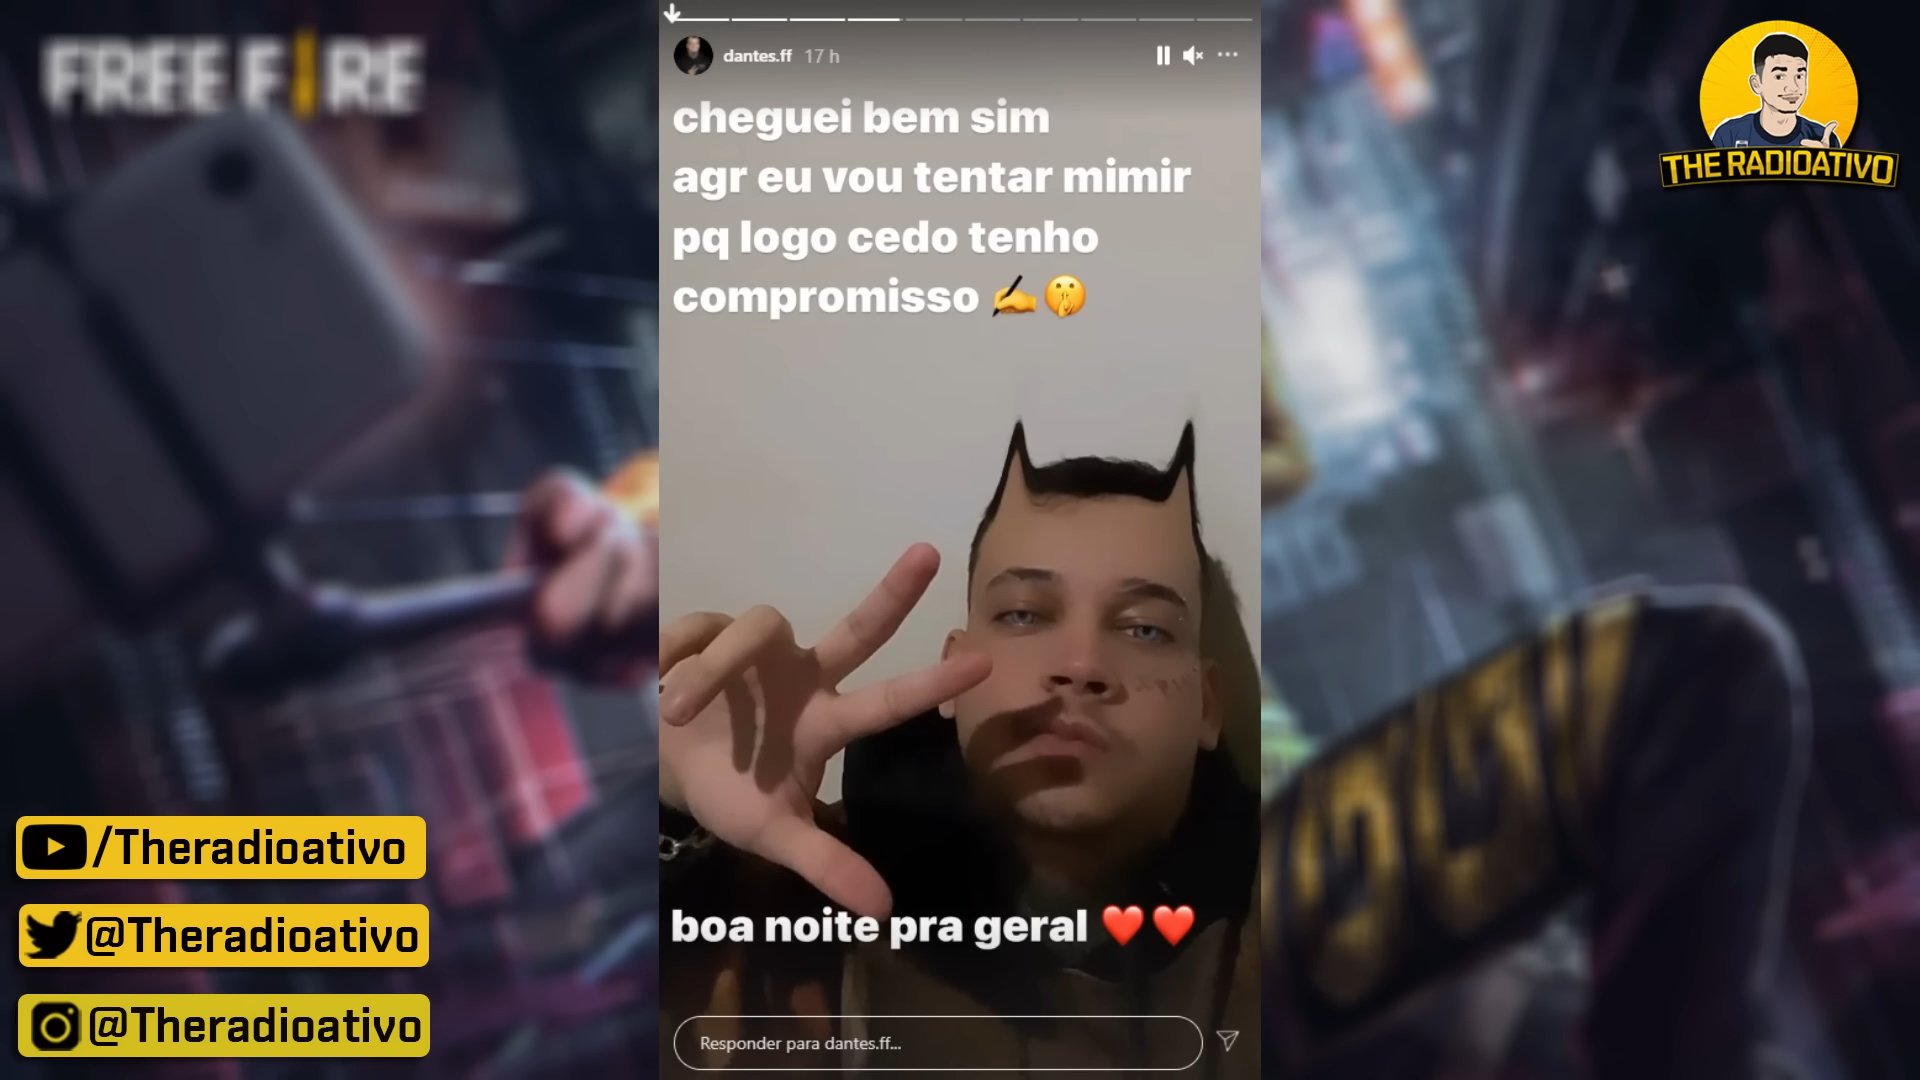 FREE FIRE
dantes.ff 17 h
cheguei bem sim
agr eu vou tentar mimir
pq logo cedo tenho
compromisso ✍️🤫
boa noite pra geral ❤️❤️
Responder para dantes.ff...
THE RADIOATIVO
/Theradioativo
@Theradioativo
@Theradioativo